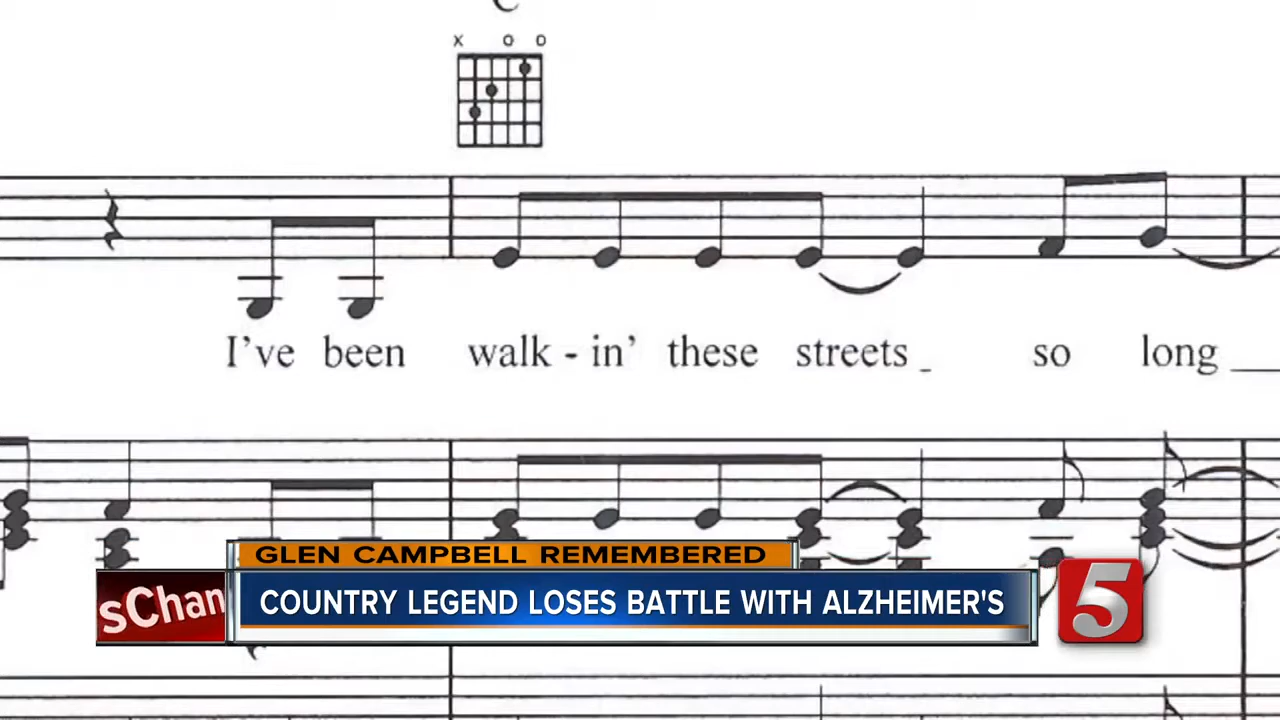 C
x o o
I've been walk - in' these streets _ so long __
GLEN CAMPBELL REMEMBERED
sChan
COUNTRY LEGEND LOSES BATTLE WITH ALZHEIMER'S
5